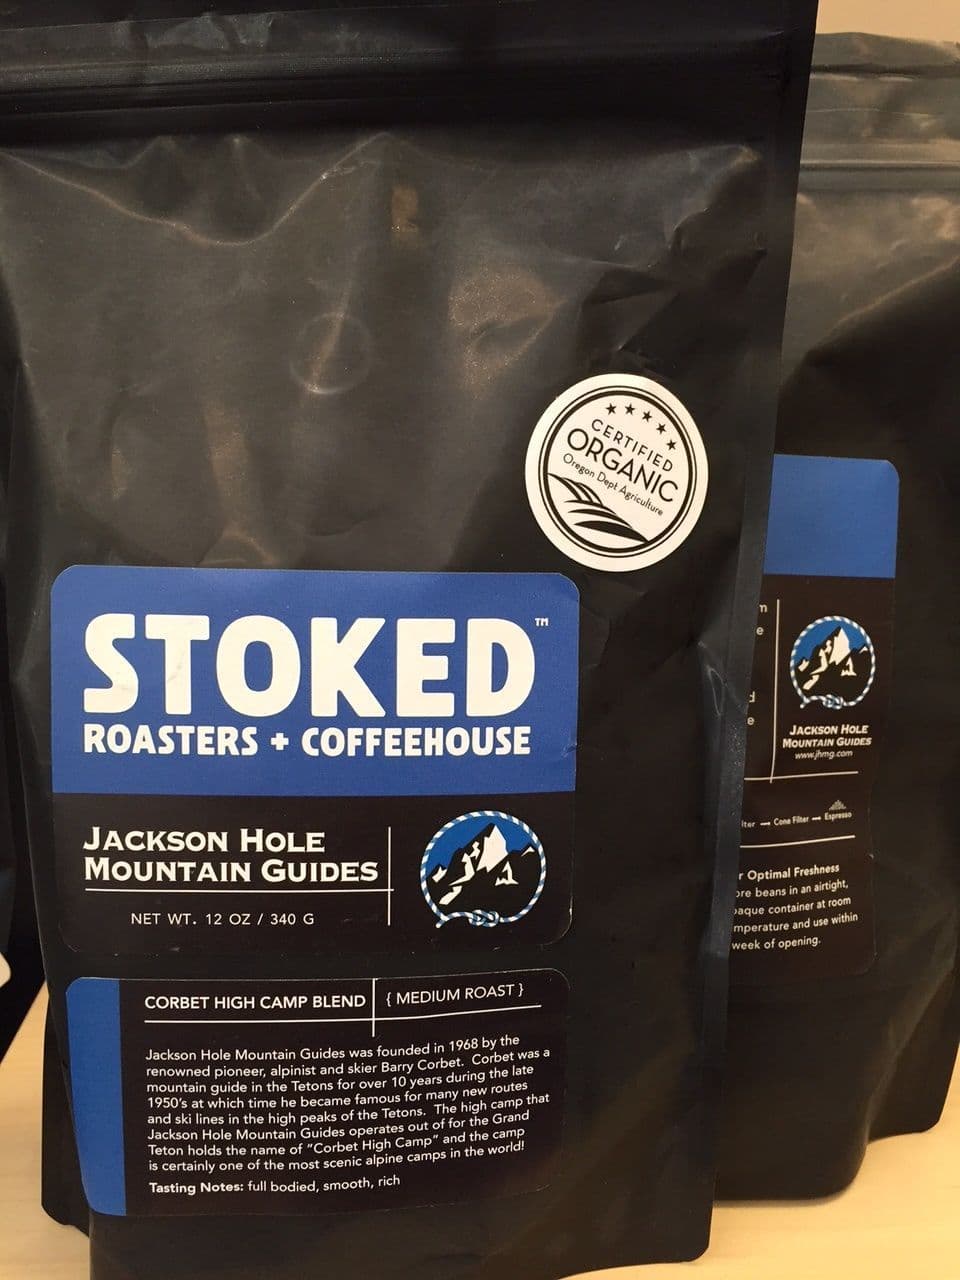 CERTIFIED
ORGANIC
Oregon Dept Agriculture
STOKED™
ROASTERS + COFFEEHOUSE
JACKSON HOLE
MOUNTAIN GUIDES
NET WT. 12 OZ / 340 G
CORBET HIGH CAMP BLEND
{ MEDIUM ROAST }
Jackson Hole Mountain Guides was founded in 1968 by the
renowned pioneer, alpinist and skier Barry Corbet. Corbet was a
mountain guide in the Tetons for over 10 years during the late
1950's at which time he became famous for many new routes
and ski lines in the high peaks of the Tetons. The high camp that
Jackson Hole Mountain Guides operates out of for the Grand
Teton holds the name of "Corbet High Camp" and the camp
is certainly one of the most scenic alpine camps in the world!
Tasting Notes: full bodied, smooth, rich
JACKSON HOLE
MOUNTAIN GUIDES
www.jhmg.com
→ Cone Filter → Espresso
Optimal Freshness
beans in an airtight,
container at room
and use within
week of opening.